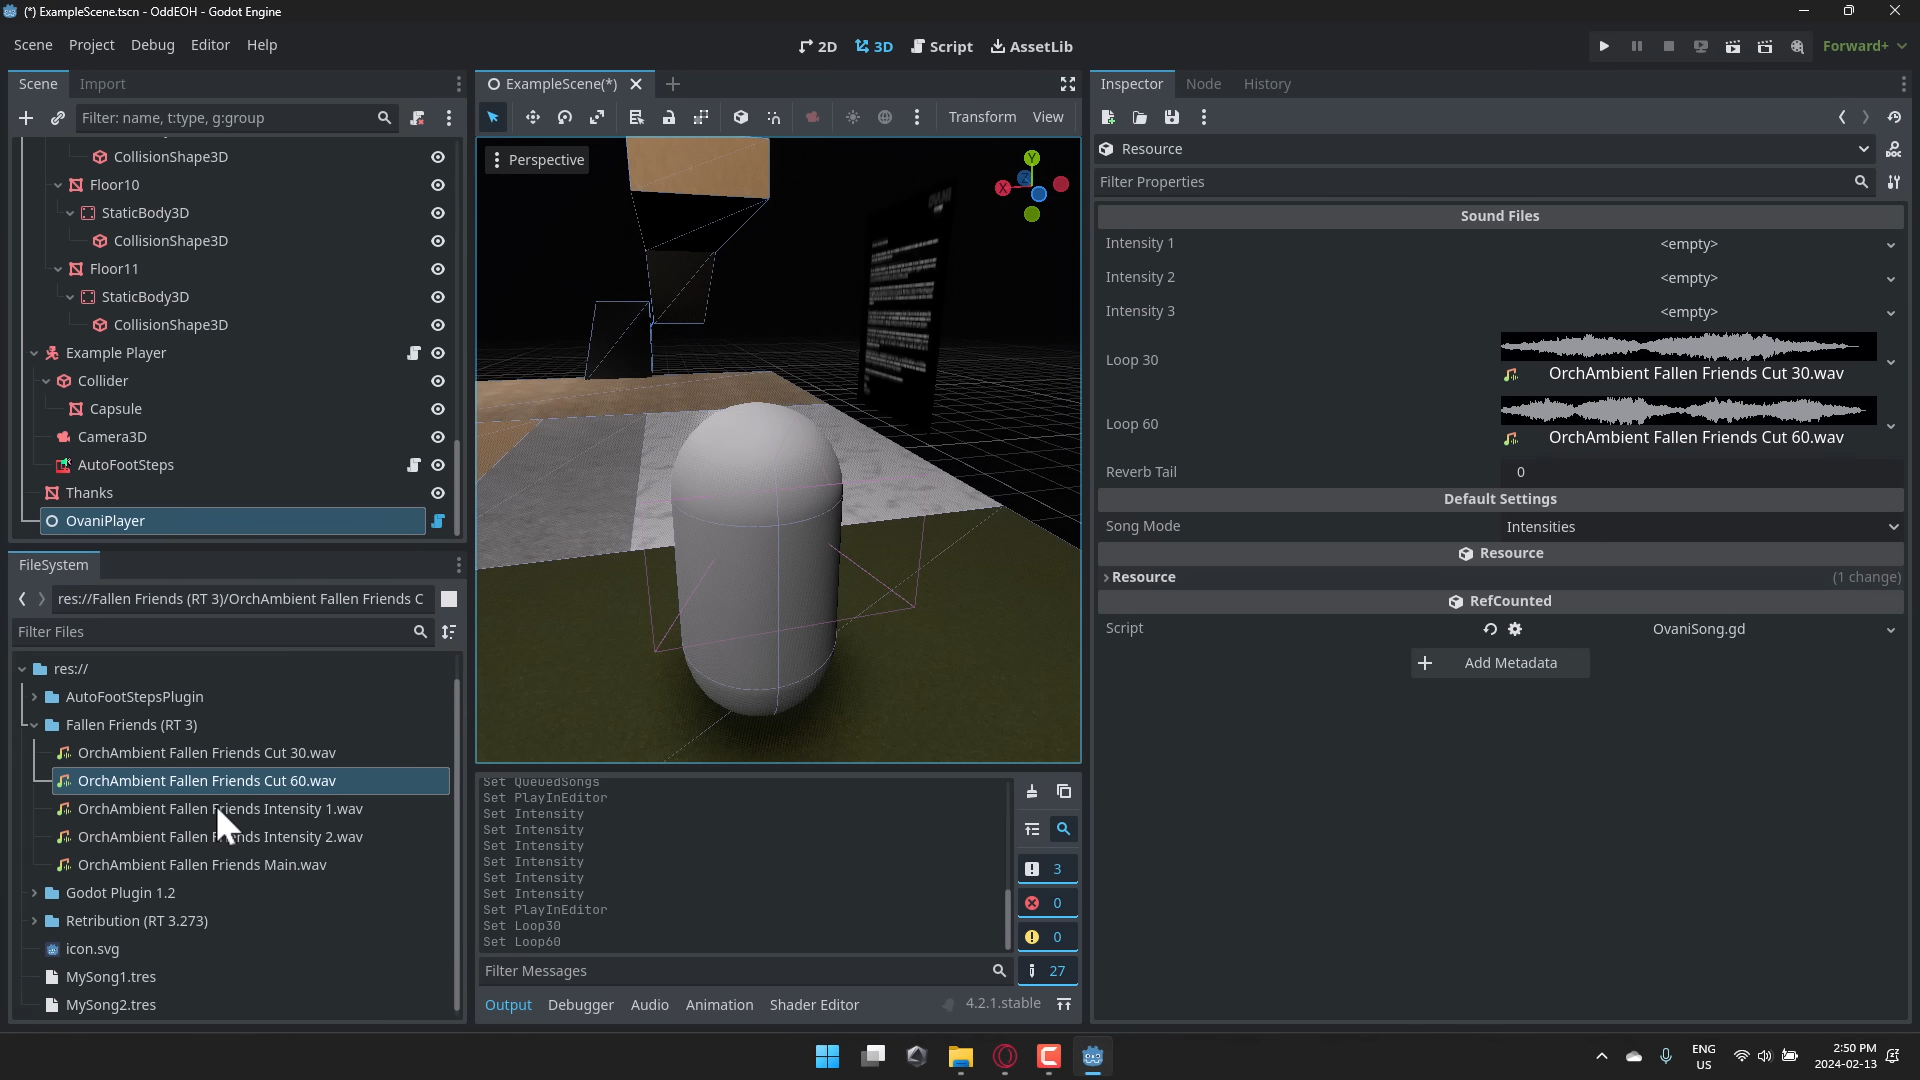 (*) ExampleScene.tscn - OddEOH - Godot Engine
Scene Project Debug Editor Help
2D 3D Script AssetLib
Forward+
Scene Import
Filter: name, t:type, g:group
CollisionShape3D
Floor10
StaticBody3D
CollisionShape3D
Floor11
StaticBody3D
CollisionShape3D
Example Player
Collider
Capsule
Camera3D
AutoFootSteps
Thanks
OvaniPlayer
FileSystem
res://Fallen Friends (RT 3)/OrchAmbient Fallen Friends C
Filter Files
res://
AutoFootStepsPlugin
Fallen Friends (RT 3)
OrchAmbient Fallen Friends Cut 30.wav
OrchAmbient Fallen Friends Cut 60.wav
OrchAmbient Fallen Friends Intensity 1.wav
OrchAmbient Fallen Friends Intensity 2.wav
OrchAmbient Fallen Friends Main.wav
Godot Plugin 1.2
Retribution (RT 3.273)
icon.svg
MySong1.tres
MySong2.tres
ExampleScene(*)
Transform View
Perspective
Y
X
Z
OVANI
Set QueuedSongs
Set PlayInEditor
Set Intensity
Set Intensity
Set Intensity
Set Intensity
Set Intensity
Set Intensity
Set PlayInEditor
Set Loop30
Set Loop60
3
0
0
27
Filter Messages
Output Debugger Audio Animation Shader Editor
4.2.1.stable
Inspector Node History
Resource
Filter Properties
Sound Files
Intensity 1 <empty>
Intensity 2 <empty>
Intensity 3 <empty>
Loop 30
OrchAmbient Fallen Friends Cut 30.wav
Loop 60
OrchAmbient Fallen Friends Cut 60.wav
Reverb Tail 0
Default Settings
Song Mode Intensities
Resource
Resource (1 change)
RefCounted
Script OvaniSong.gd
Add Metadata
ENG
US
2:50 PM
2024-02-13